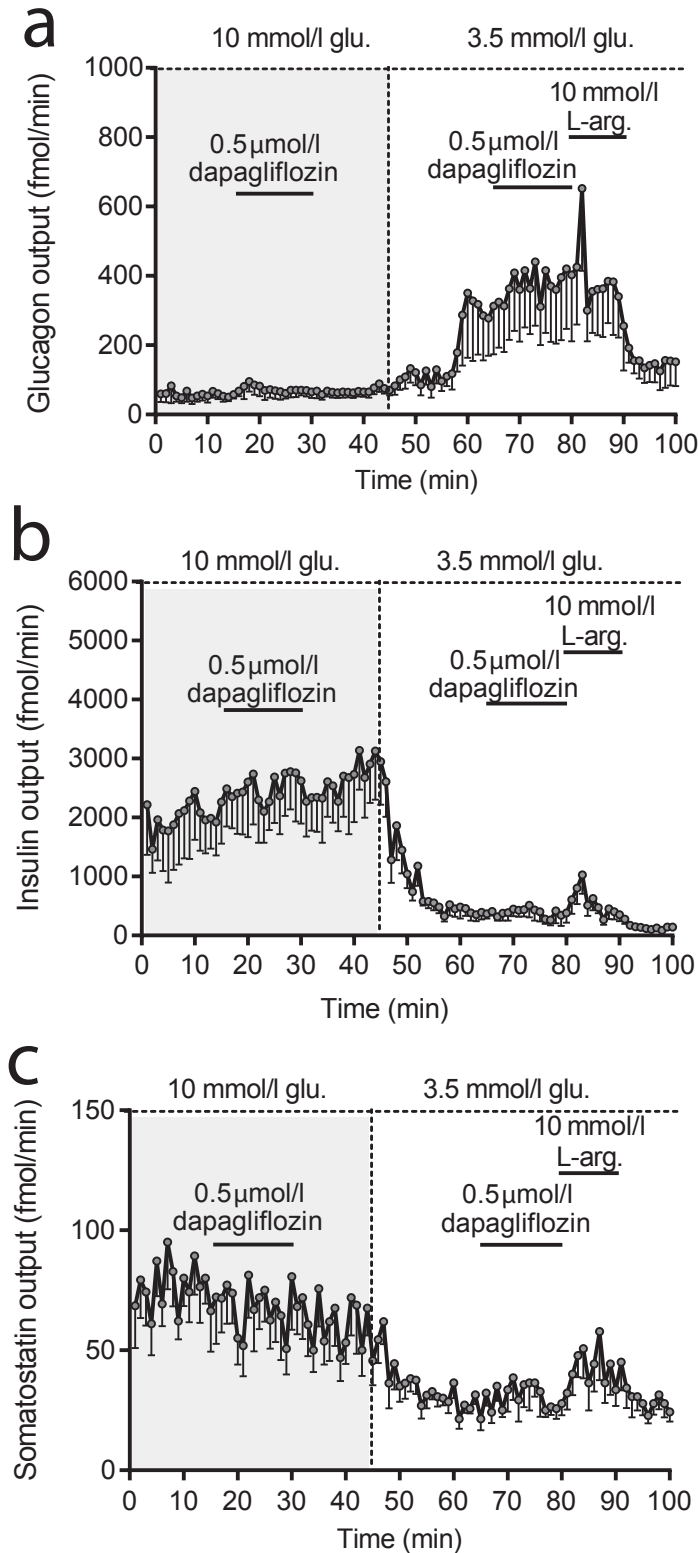 a
10 mmol/l glu. 3.5 mmol/l glu.
1000
800
600
400
200
0
Glucagon output (fmol/min)
0.5µmol/l
dapagliflozin
0.5µmol/l
dapagliflozin
10 mmol/l
L-arg.
0 10 20 30 40 50 60 70 80 90 100
Time (min)
b
10 mmol/l glu. 3.5 mmol/l glu.
6000
5000
4000
3000
2000
1000
0
Insulin output (fmol/min)
0.5µmol/l
dapagliflozin
0.5µmol/l
dapagliflozin
10 mmol/l
L-arg.
0 10 20 30 40 50 60 70 80 90 100
Time (min)
c
10 mmol/l glu. 3.5 mmol/l glu.
150
100
50
0
Somatostatin output (fmol/min)
0.5µmol/l
dapagliflozin
0.5µmol/l
dapagliflozin
10 mmol/l
L-arg.
0 10 20 30 40 50 60 70 80 90 100
Time (min)